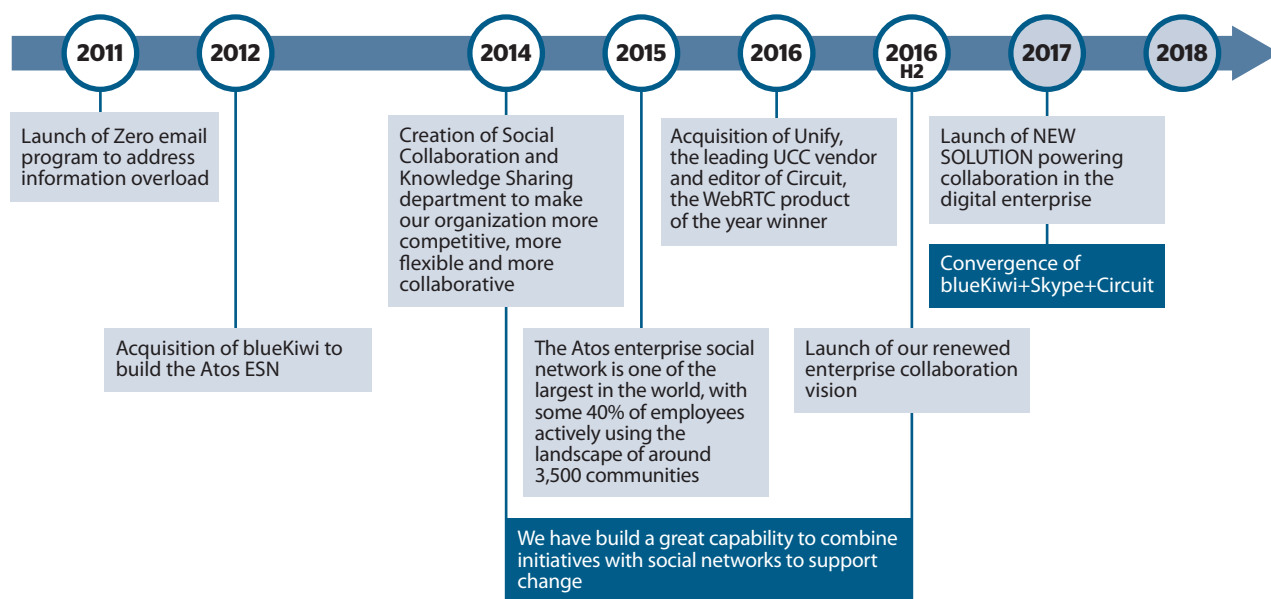 2011
2012
2014
2015
2016
2016
H2
2017
2018
Launch of Zero email
program to address
information overload
Acquisition of blueKiwi to
build the Atos ESN
Creation of Social
Collaboration and
Knowledge Sharing
department to make
our organization more
competitive, more
flexible and more
collaborative
The Atos enterprise social
network is one of the
largest in the world, with
some 40% of employees
actively using the
landscape of around
3,500 communities
Acquisition of Unify,
the leading UCC vendor
and editor of Circuit,
the WebRTC product
of the year winner
Launch of our renewed
enterprise collaboration
vision
Launch of NEW
SOLUTION powering
collaboration in the
digital enterprise
Convergence of
blueKiwi+Skype+Circuit
We have build a great capability to combine
initiatives with social networks to support
change